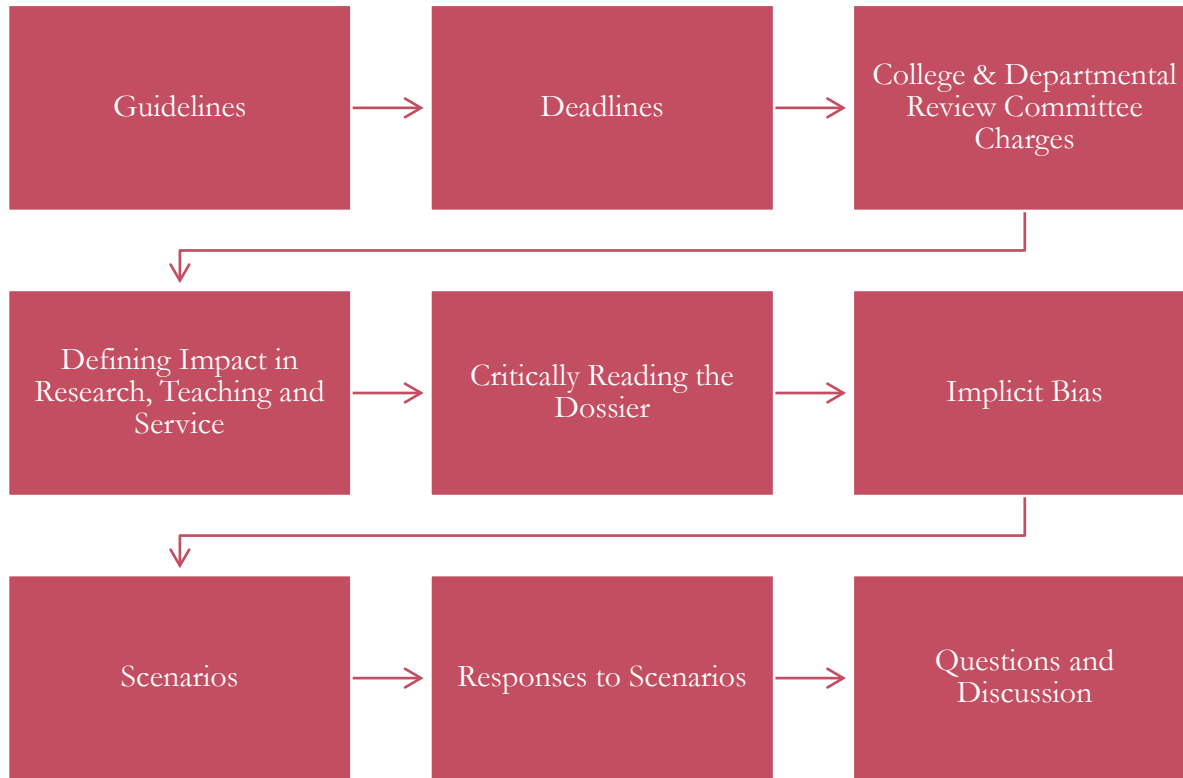 Guidelines
Deadlines
College & Departmental
Review Committee
Charges
Defining Impact in
Research, Teaching and
Service
Critically Reading the
Dossier
Implicit Bias
Scenarios
Responses to Scenarios
Questions and
Discussion